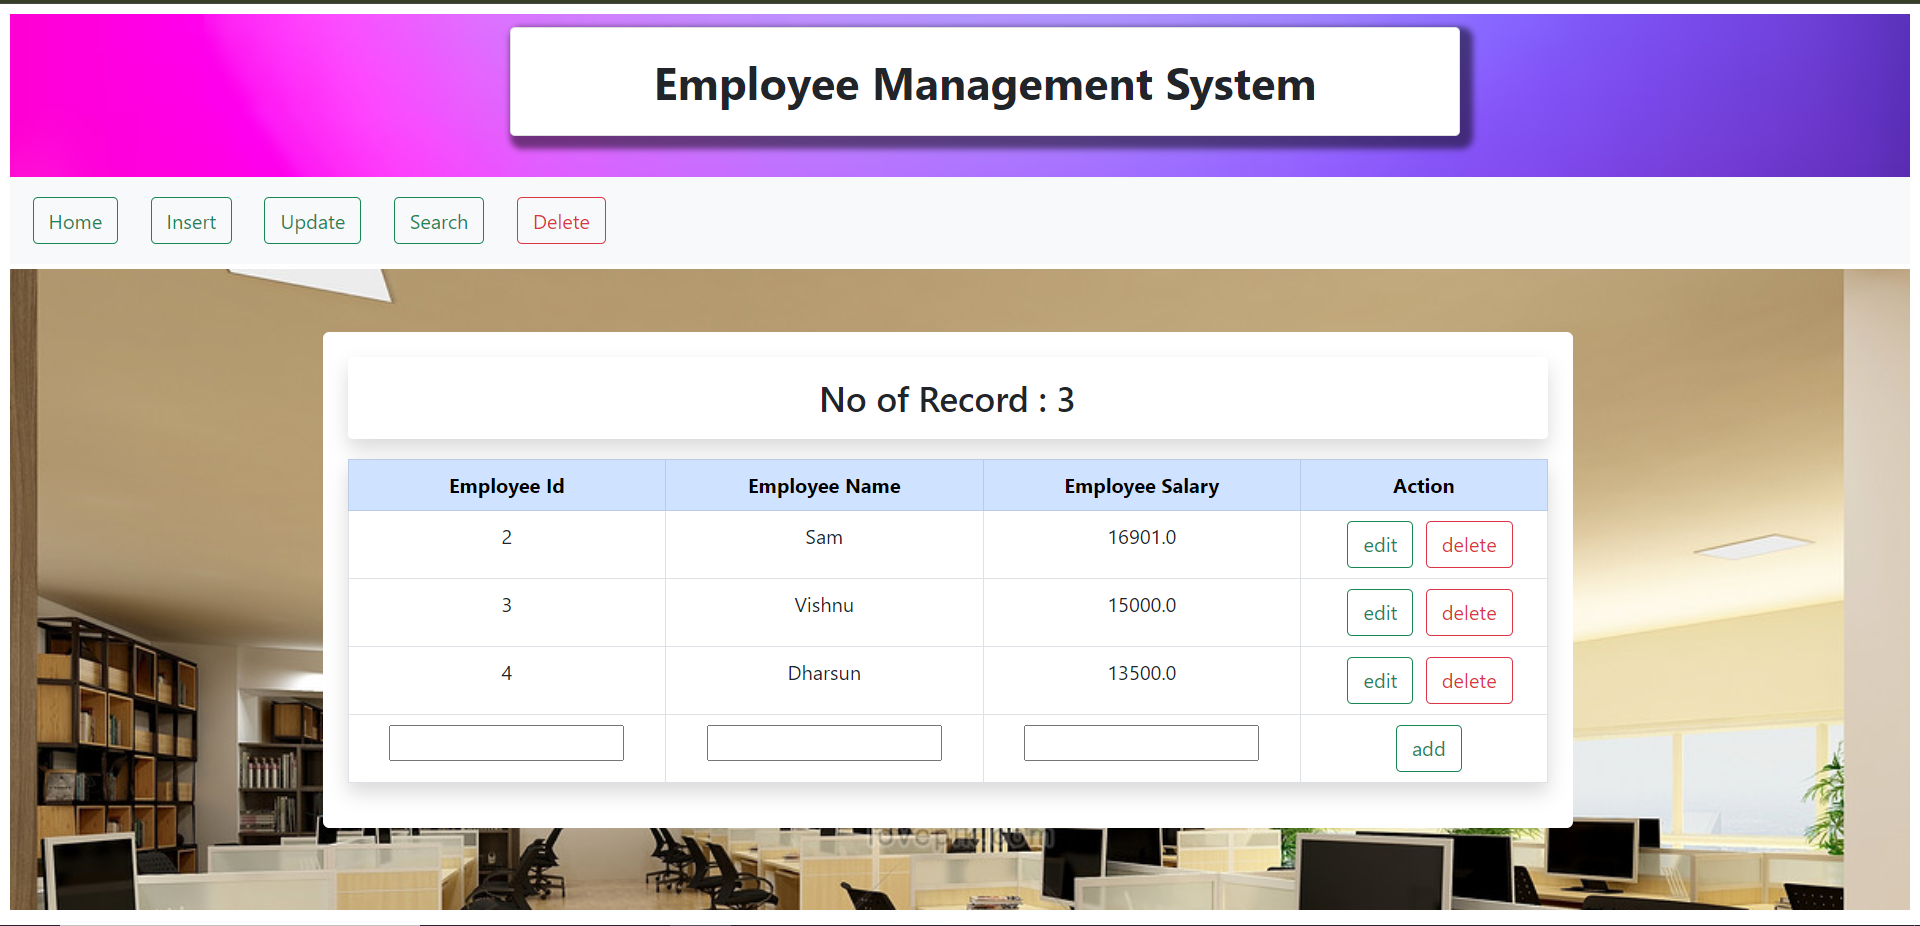 Employee Management System
Home Insert Update Search Delete
No of Record : 3
Employee Id Employee Name Employee Salary Action
2 Sam 16901.0 edit delete
3 Vishnu 15000.0 edit delete
4 Dharsun 13500.0 edit delete
add